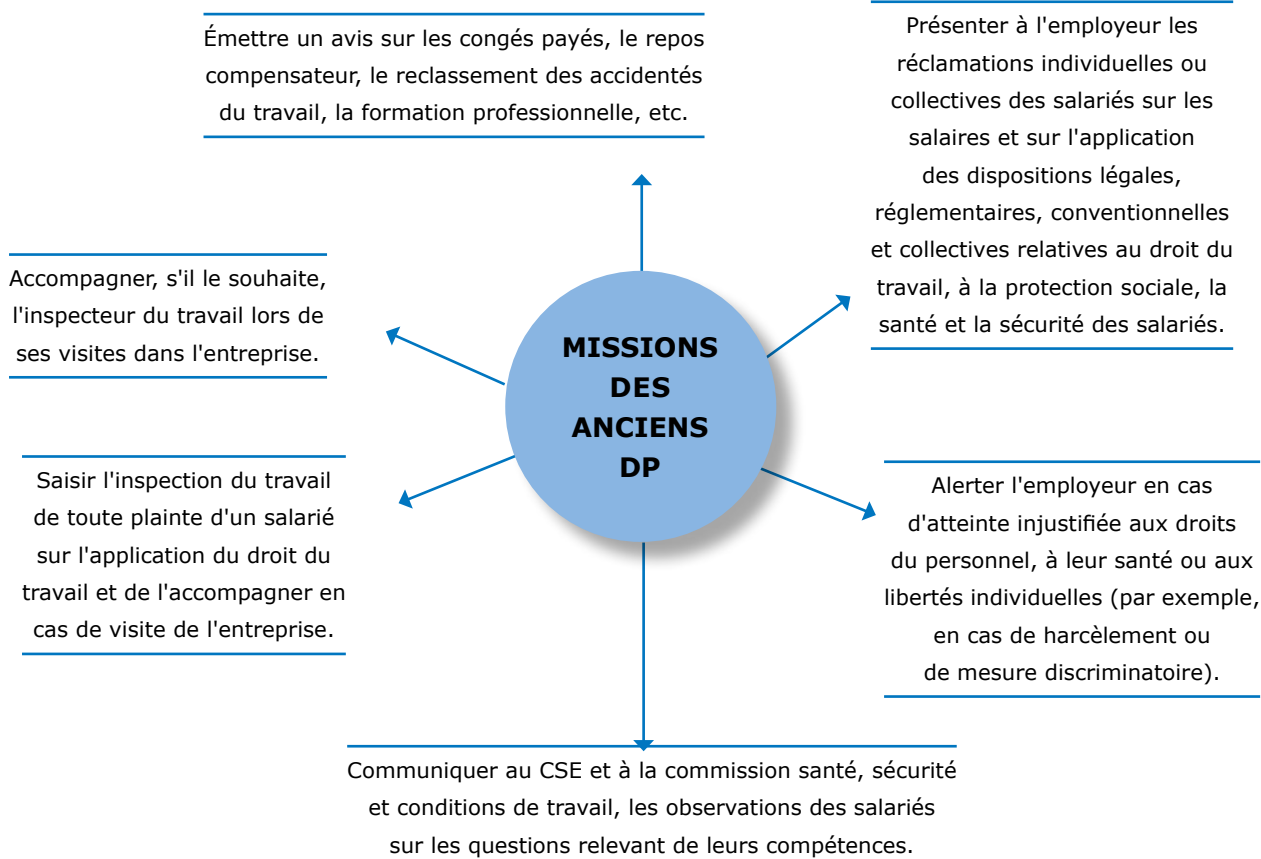 Émettre un avis sur les congés payés, le repos
compensateur, le reclassement des accidentés
du travail, la formation professionnelle, etc.
Présenter à l'employeur les
réclamations individuelles ou
collectives des salariés sur les
salaires et sur l'application
des dispositions légales,
réglementaires, conventionnelles
et collectives relatives au droit du
travail, à la protection sociale, la
santé et la sécurité des salariés.
Accompagner, s'il le souhaite,
l'inspecteur du travail lors de
ses visites dans l'entreprise.
MISSIONS
DES
ANCIENS
DP
Saisir l'inspection du travail
de toute plainte d'un salarié
sur l'application du droit du
travail et de l'accompagner en
cas de visite de l'entreprise.
Alerter l'employeur en cas
d'atteinte injustifiée aux droits
du personnel, à leur santé ou aux
libertés individuelles (par exemple,
en cas de harcèlement ou
de mesure discriminatoire).
Communiquer au CSE et à la commission santé, sécurité
et conditions de travail, les observations des salariés
sur les questions relevant de leurs compétences.